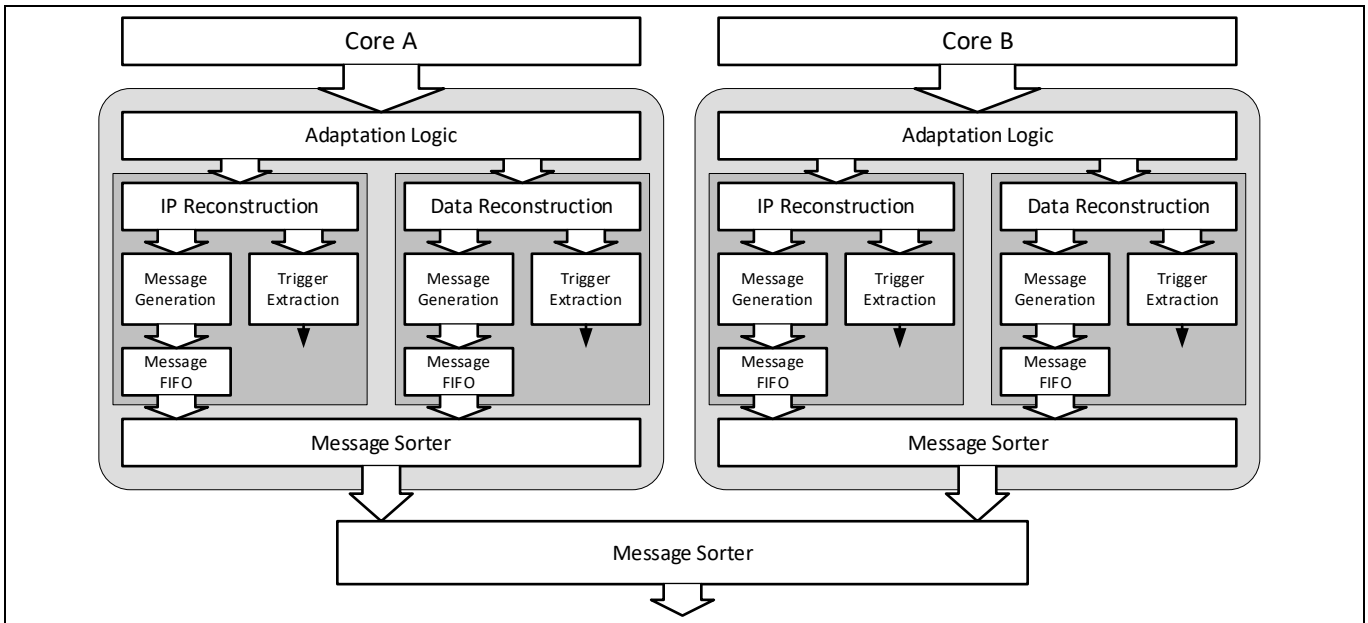 Core A
Core B
Adaptation Logic
Adaptation Logic
IP Reconstruction
Data Reconstruction
IP Reconstruction
Data Reconstruction
Message
Generation
Trigger
Extraction
Message
Generation
Trigger
Extraction
Message
Generation
Trigger
Extraction
Message
Generation
Trigger
Extraction
Message
FIFO
Message
FIFO
Message
FIFO
Message
FIFO
Message Sorter
Message Sorter
Message Sorter